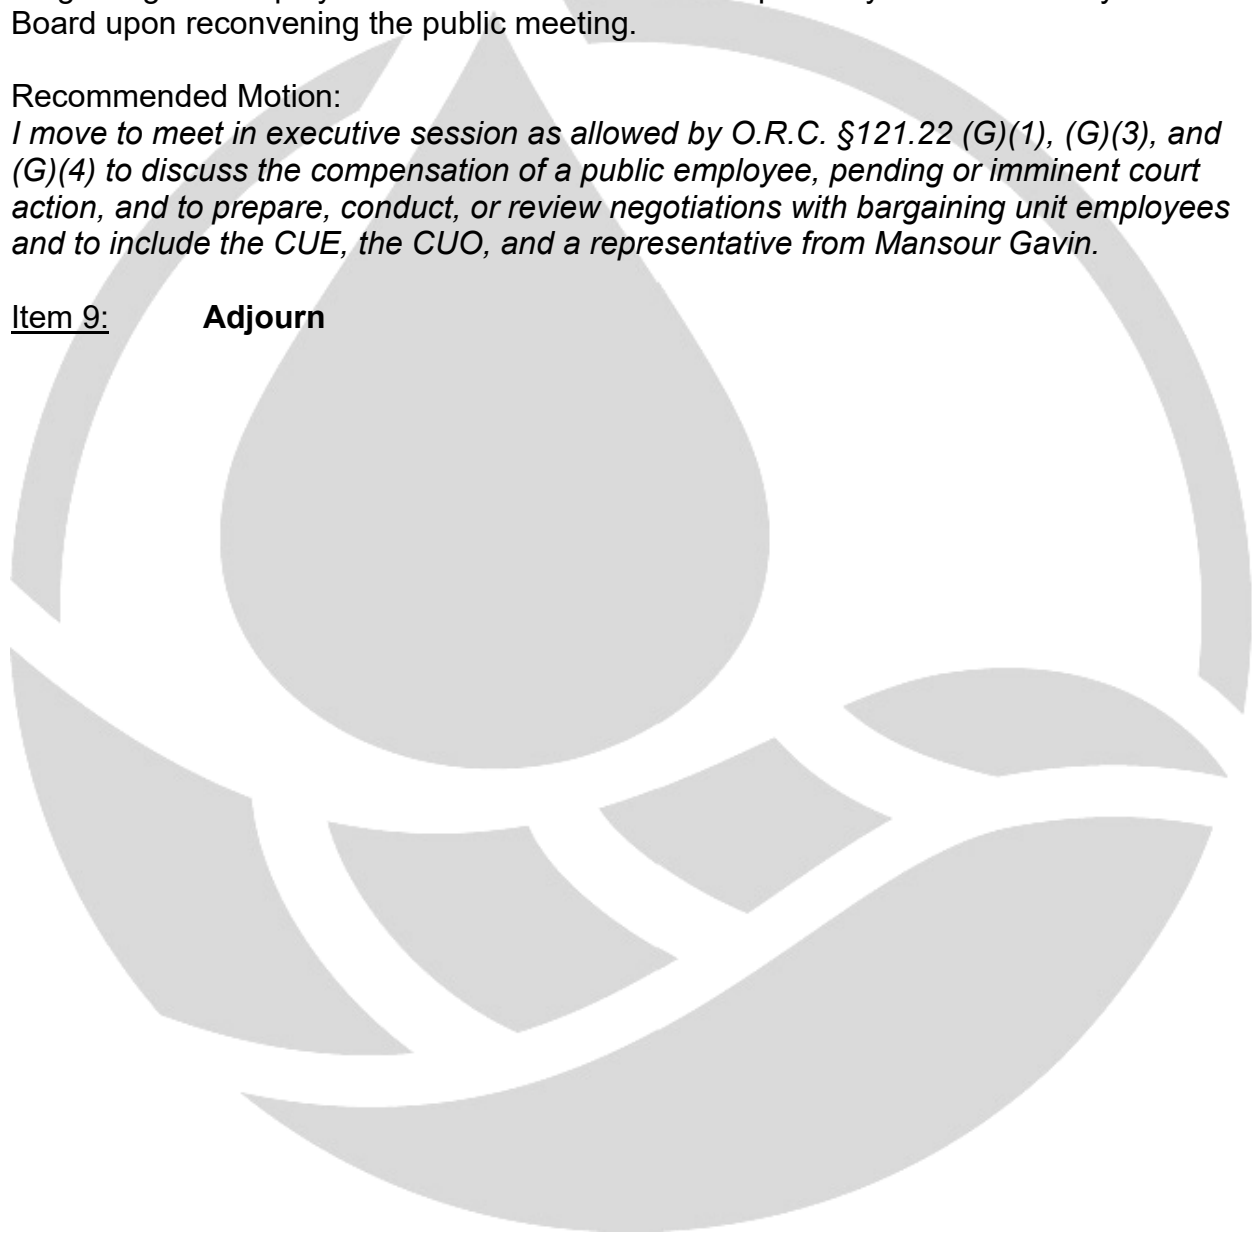 Board upon reconvening the public meeting.
Recommended Motion:
I move to meet in executive session as allowed by O.R.C. §121.22 (G)(1), (G)(3), and
(G)(4) to discuss the compensation of a public employee, pending or imminent court
action, and to prepare, conduct, or review negotiations with bargaining unit employees
and to include the CUE, the CUO, and a representative from Mansour Gavin.
Item 9: Adjourn